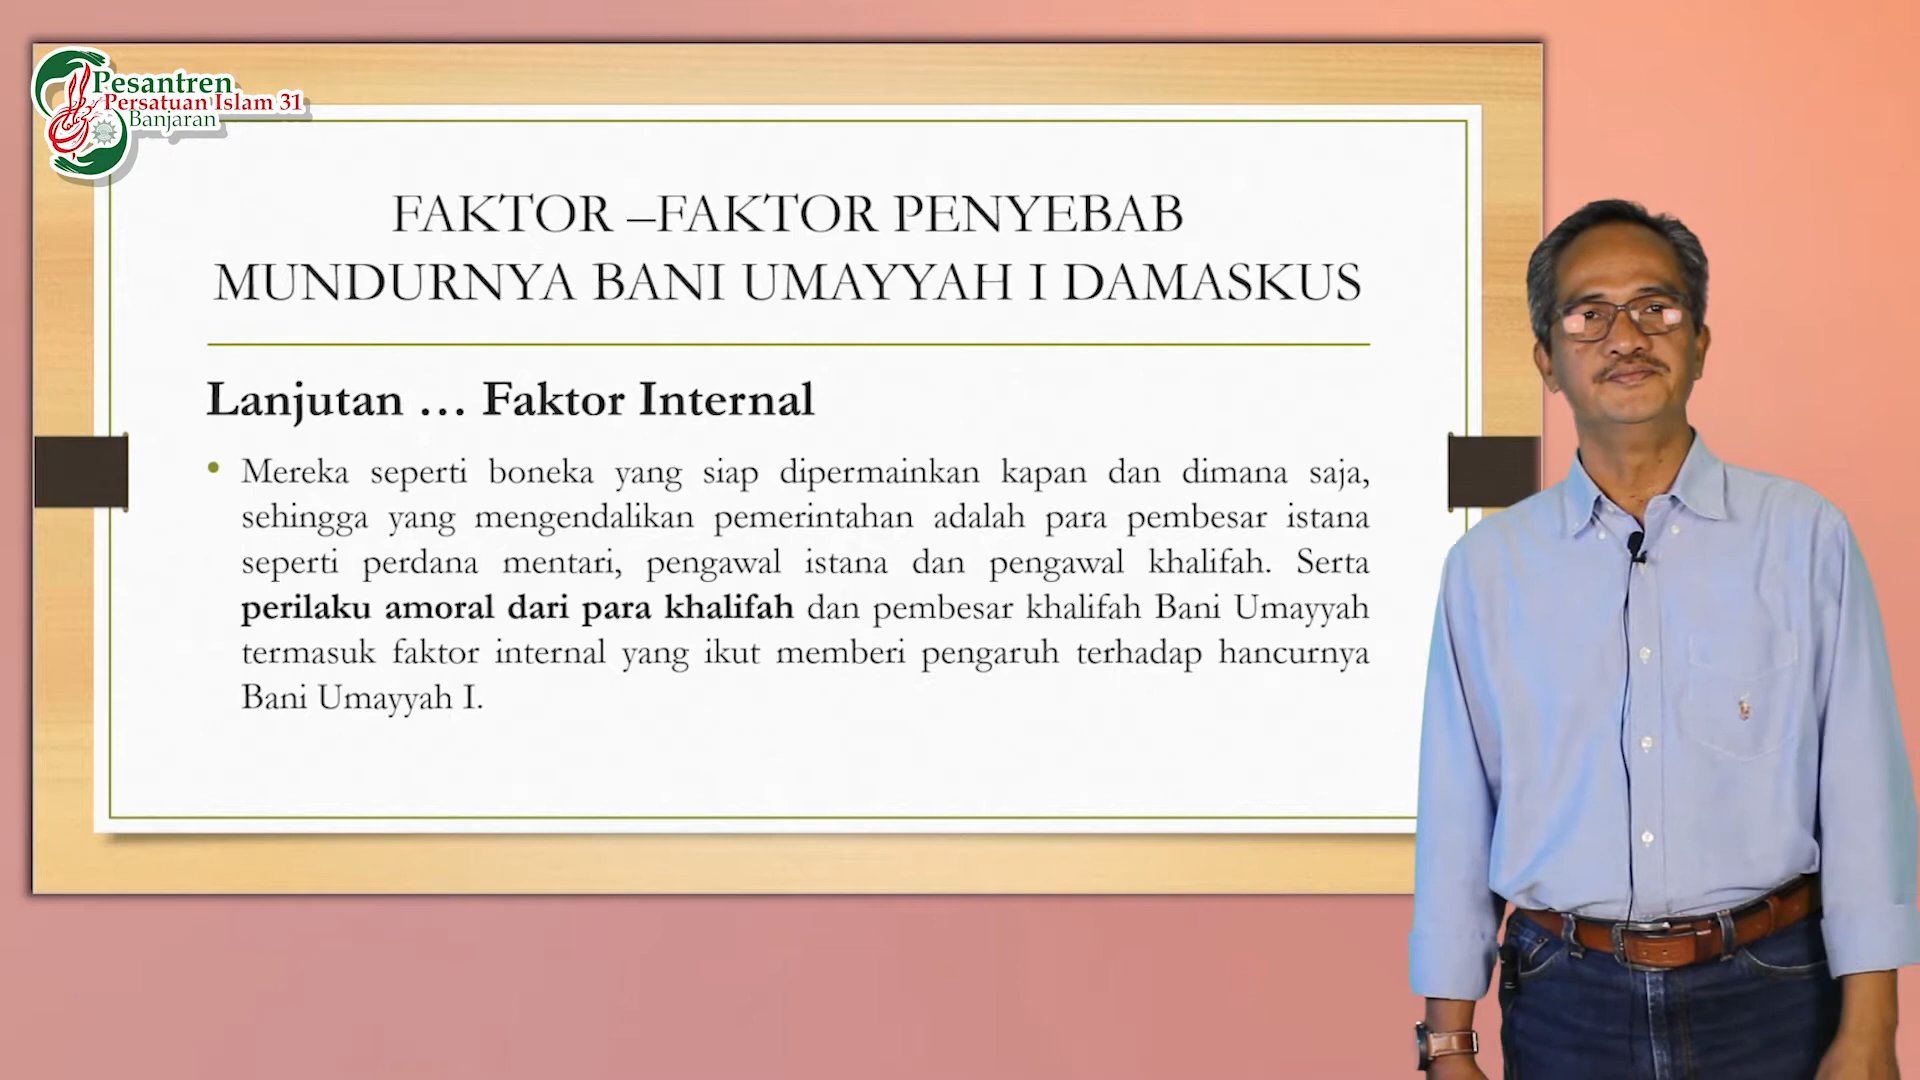 Pesantren
Persatuan Islam 31
Banjaran
FAKTOR –FAKTOR PENYEBAB
MUNDURNYA BANI UMAYYAH I DAMASKUS
Lanjutan … Faktor Internal
• Mereka seperti boneka yang siap dipermainkan kapan dan dimana saja,
sehingga yang mengendalikan pemerintahan adalah para pembesar istana
seperti perdana mentari, pengawal istana dan pengawal khalifah. Serta
perilaku amoral dari para khalifah dan pembesar khalifah Bani Umayyah
termasuk faktor internal yang ikut memberi pengaruh terhadap hancurnya
Bani Umayyah I.